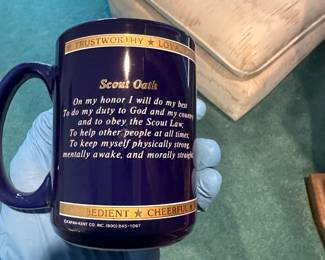 TRUSTWORTHY ★ LOYAL
Scout Oath
On my honor I will do my best
To do my duty to God and my country
and to obey the Scout Law;
To help other people at all times;
To keep myself physically strong,
mentally awake, and morally straight.
OBEDIENT ★ CHEERFUL ★